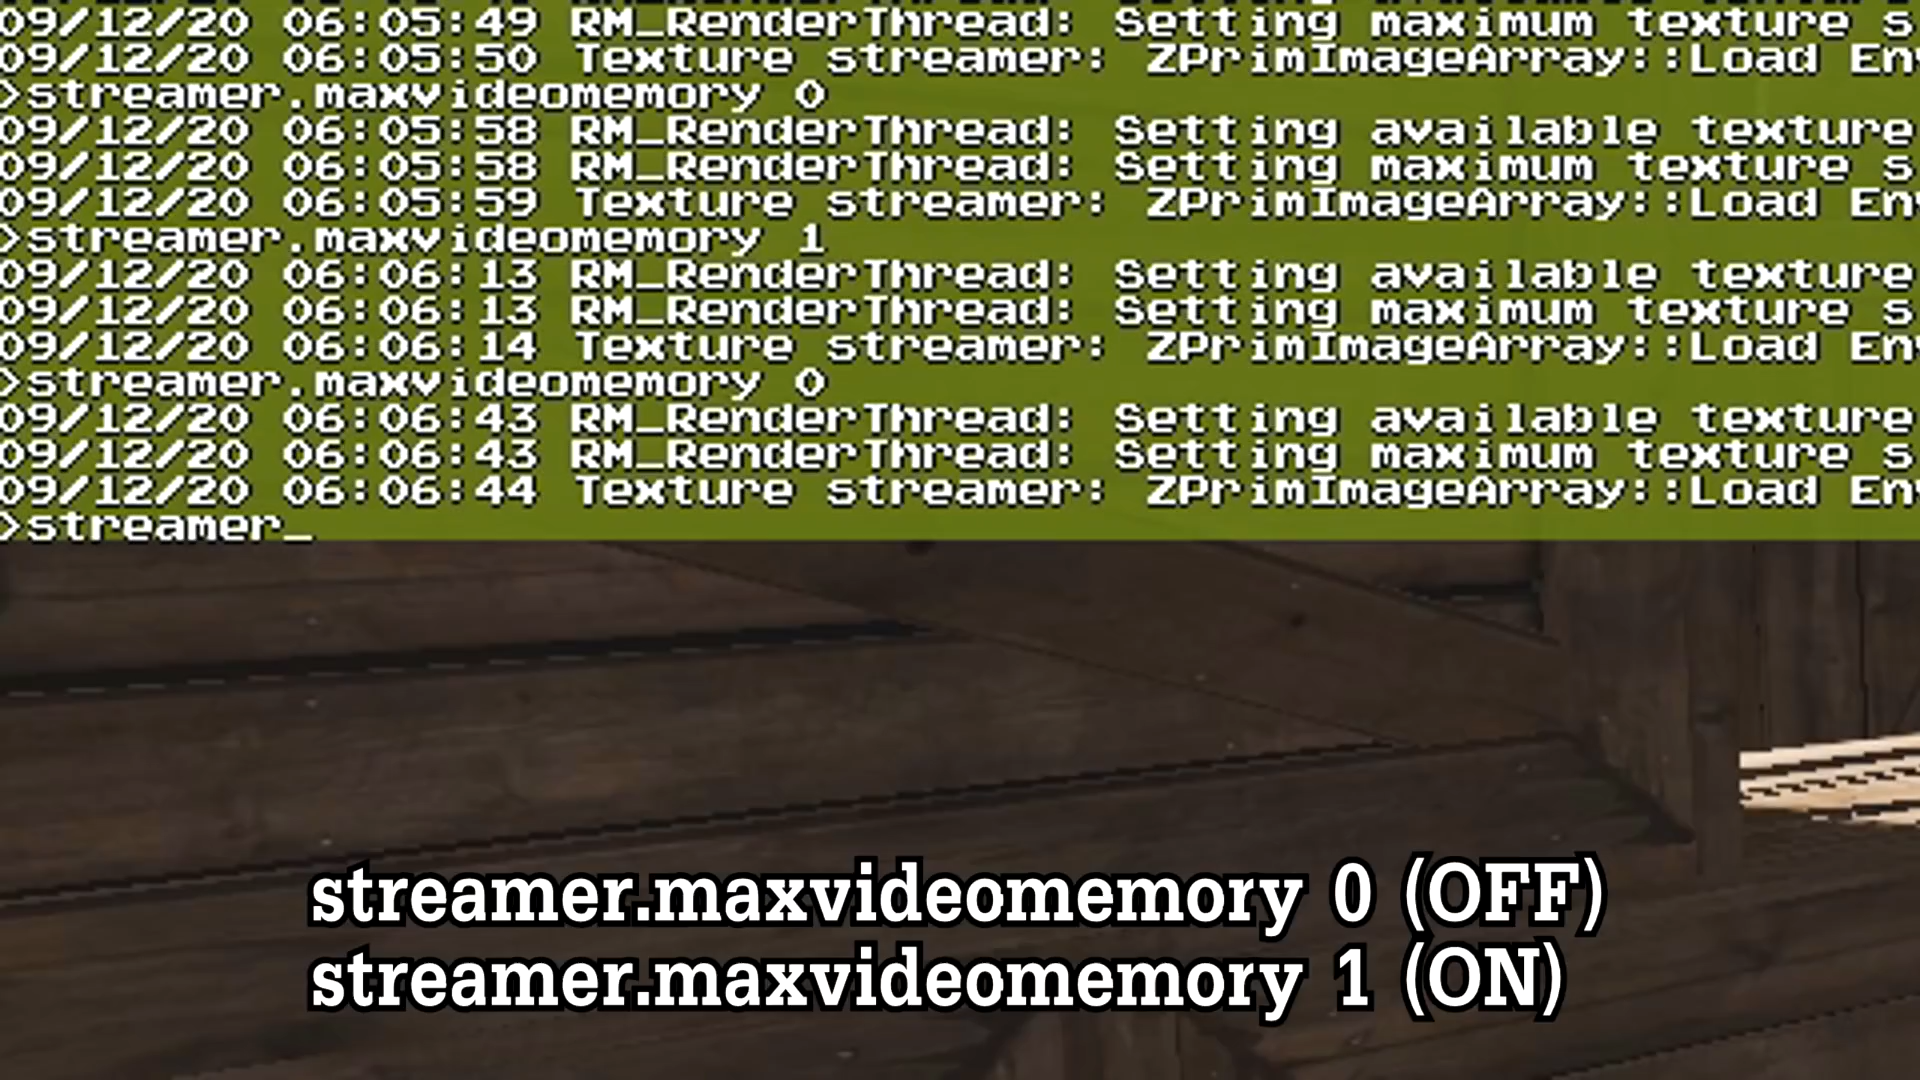 09/12/20 06:05:49 RM_RenderThread: Setting maximum texture s
09/12/20 06:05:50 Texture streamer: ZPrimImageArray::Load En
>streamer.maxvideomemory 0
09/12/20 06:05:58 RM_RenderThread: Setting available texture
09/12/20 06:05:58 RM_RenderThread: Setting maximum texture s
09/12/20 06:05:59 Texture streamer: ZPrimImageArray::Load En
>streamer.maxvideomemory 1
09/12/20 06:06:13 RM_RenderThread: Setting available texture
09/12/20 06:06:13 RM_RenderThread: Setting maximum texture s
09/12/20 06:06:14 Texture streamer: ZPrimImageArray::Load En
>streamer.maxvideomemory 0
09/12/20 06:06:43 RM_RenderThread: Setting available texture
09/12/20 06:06:43 RM_RenderThread: Setting maximum texture s
09/12/20 06:06:44 Texture streamer: ZPrimImageArray::Load En
>streamer_
streamer.maxvideomemory 0 (OFF)
streamer.maxvideomemory 1 (ON)